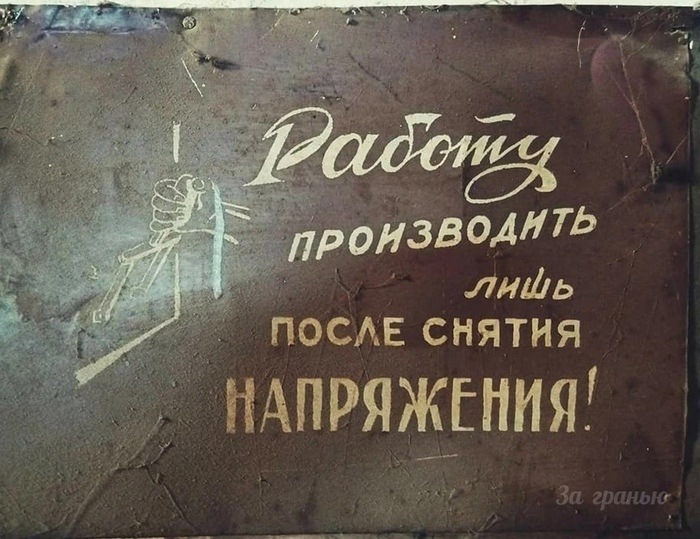 Работу
ПРОИЗВОДИТЬ
ЛИШЬ
ПОСЛЕ СНЯТИЯ
НАПРЯЖЕНИЯ!
За гранью